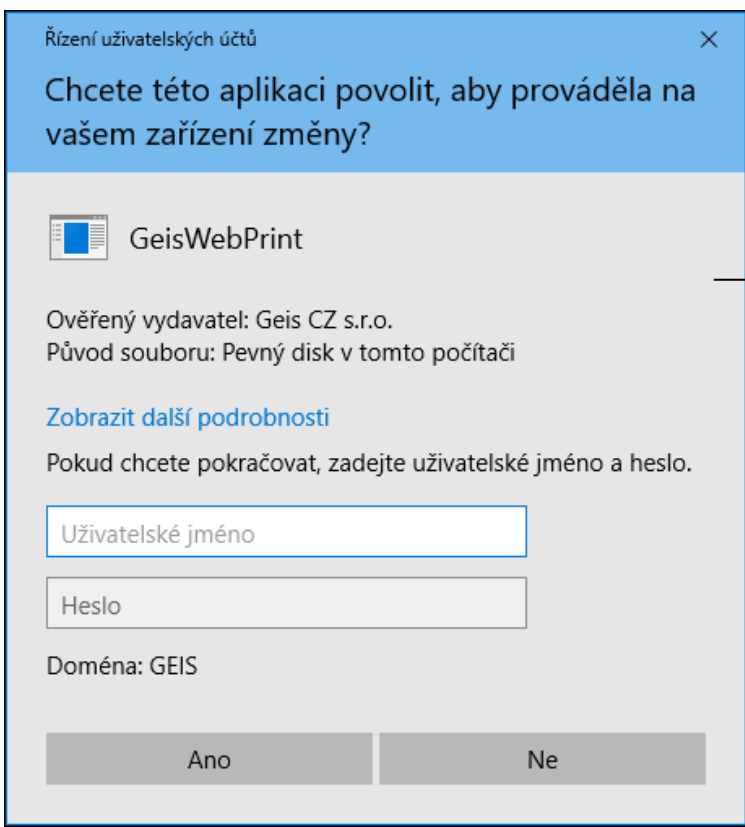 Řízení uživatelských účtů
Chcete této aplikaci povolit, aby prováděla na
vašem zařízení změny?
GeisWebPrint
Ověřený vydavatel: Geis CZ s.r.o.
Původ souboru: Pevný disk v tomto počítači
Zobrazit další podrobnosti
Pokud chcete pokračovat, zadejte uživatelské jméno a heslo.
Uživatelské jméno
Heslo
Doména: GEIS
Ano
Ne